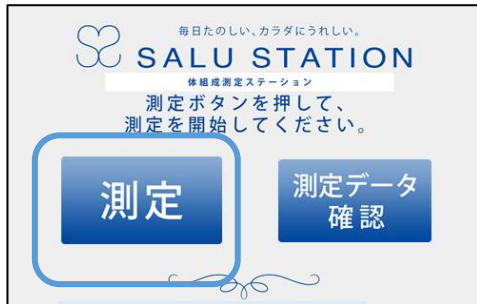 毎日たのしい、カラダにうれしい。
SALU STATION
体組成測定ステーション
測定ボタンを押して、
測定を開始してください。
測定
測定データ
確認